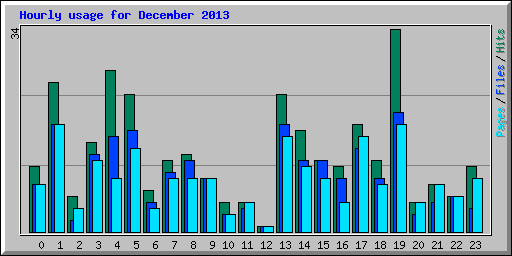 Hourly usage for December 2013
34
Pages/Files/Hits
0 1 2 3 4 5 6 7 8 9 10 11 12 13 14 15 16 17 18 19 20 21 22 23